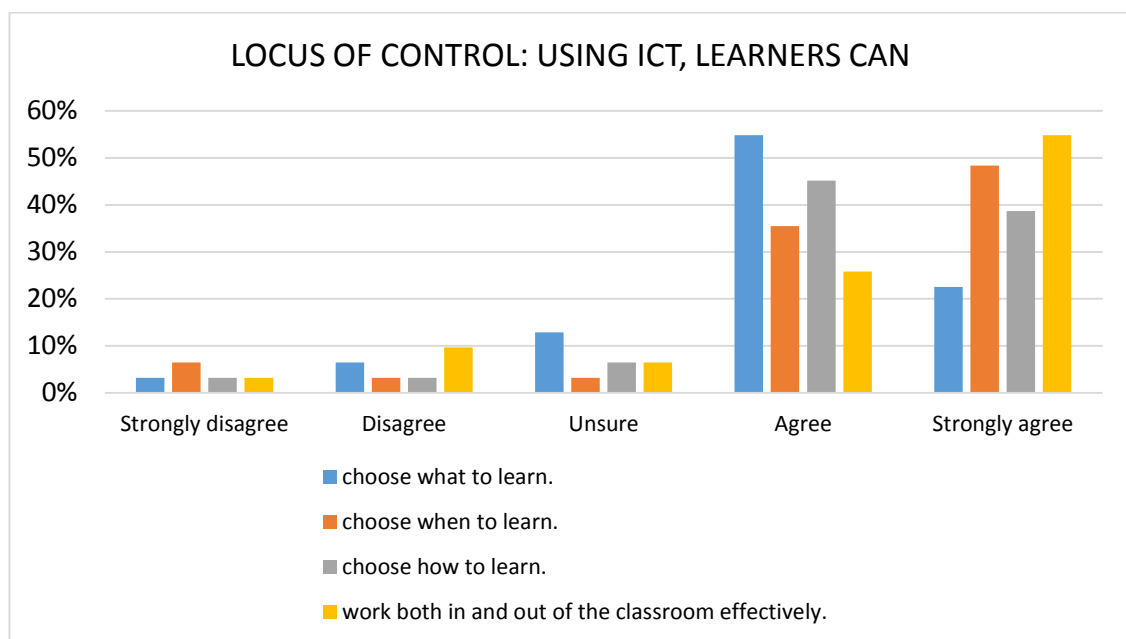 LOCUS OF CONTROL: USING ICT, LEARNERS CAN
60%
50%
40%
30%
20%
10%
0%
Strongly disagree Disagree Unsure Agree Strongly agree
choose what to learn.
choose when to learn.
choose how to learn.
work both in and out of the classroom effectively.